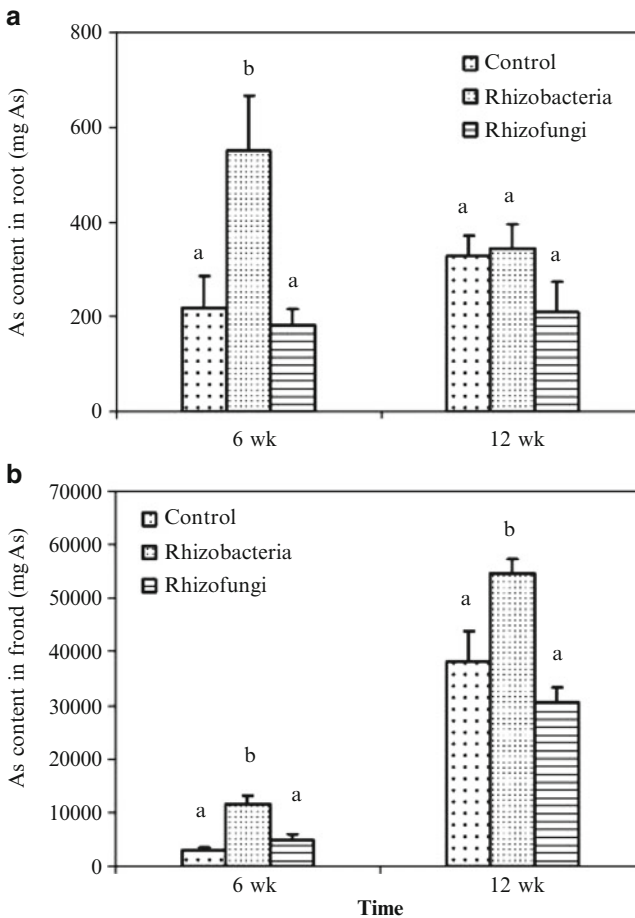 a
As content in root (mg As)
800
600
400
200
0
Control
Rhizobacteria
Rhizofungi
a
b
a
a
a
a
6 wk
12 wk
b
As content in frond (mg As)
70000
60000
50000
40000
30000
20000
10000
0
Control
Rhizobacteria
Rhizofungi
a
b
a
a
b
a
6 wk
12 wk
Time